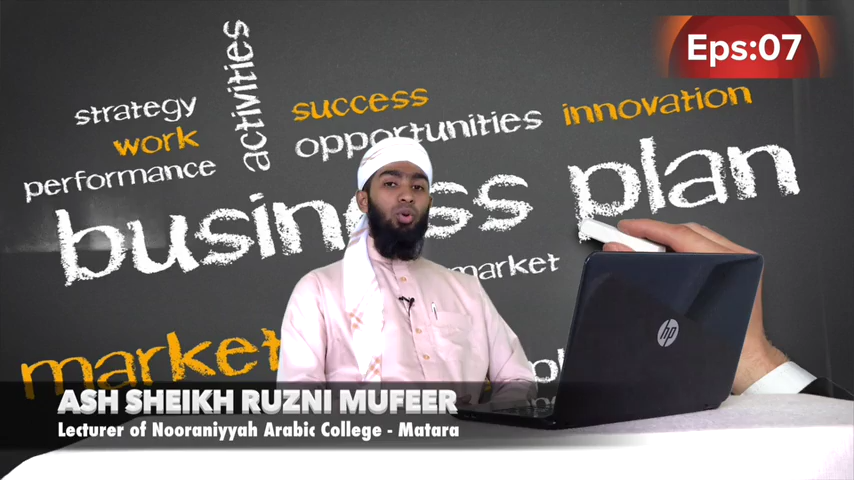 Eps:07
activities
strategy
success
innovation
work
opportunities
performance
plan
business
market
market
hp
ASH SHEIKH RUZNI MUFEER
Lecturer of Nooraniyyah Arabic College - Matara